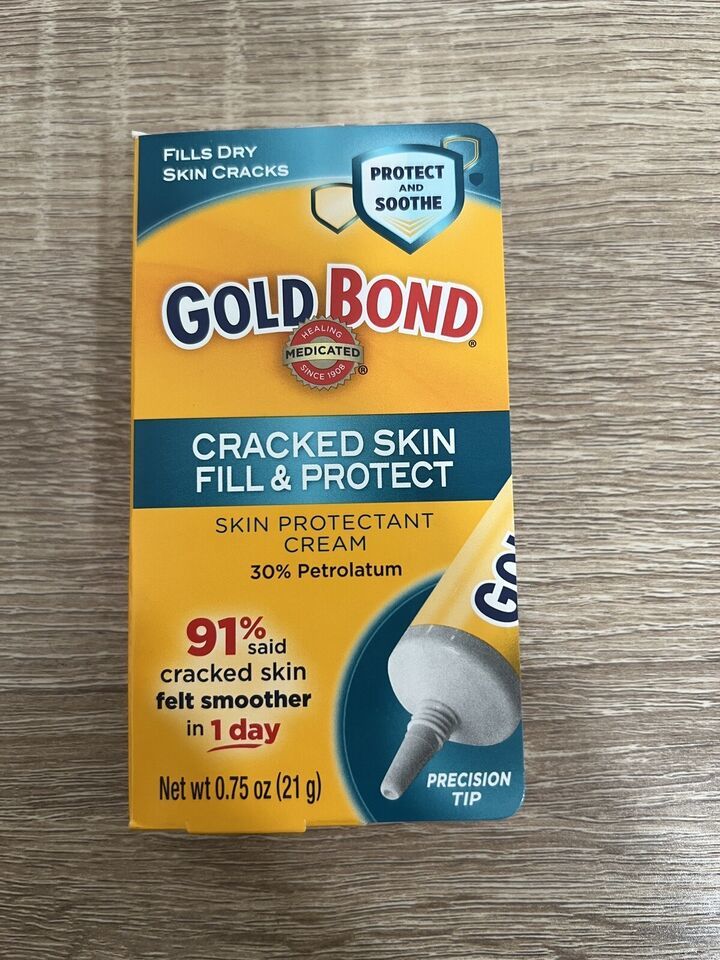 FILLS DRY
SKIN CRACKS
PROTECT
AND
SOOTHE
GOLD BOND®
HEALING
MEDICATED®
SINCE 1908
CRACKED SKIN
FILL & PROTECT
SKIN PROTECTANT
CREAM
30% Petrolatum
91% said
cracked skin
felt smoother
in 1 day
GO
Net wt 0.75 oz (21 g)
PRECISION
TIP